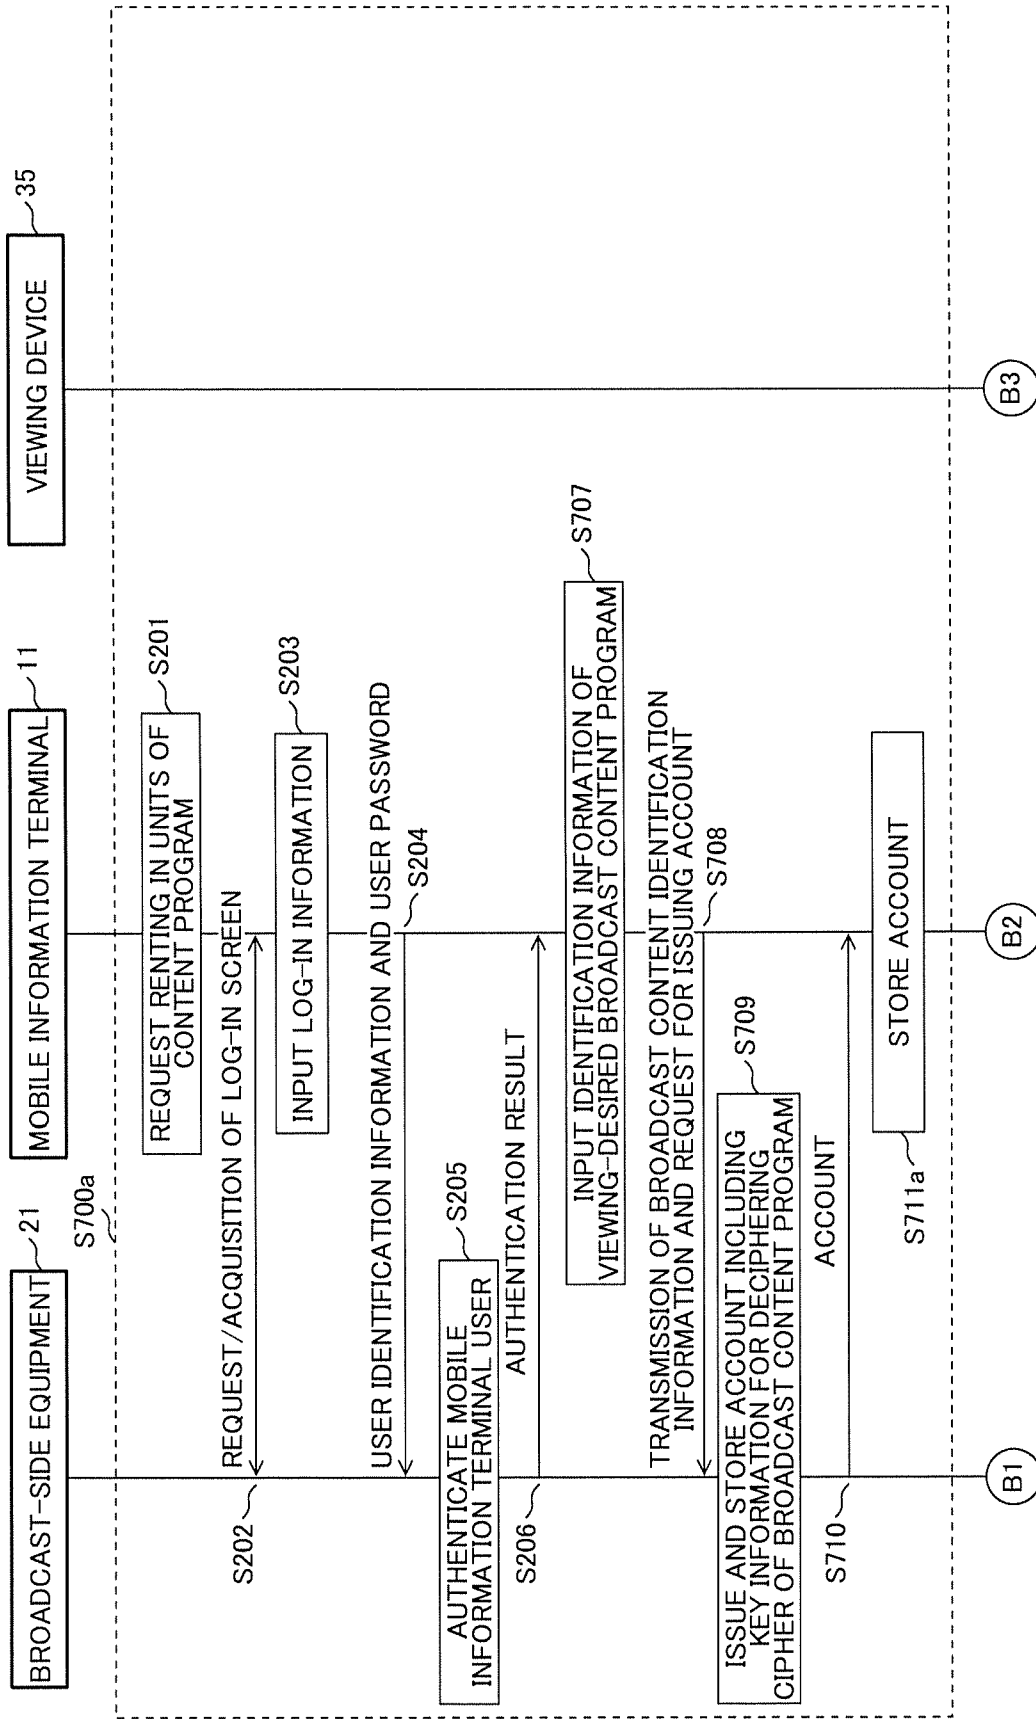 BROADCAST-SIDE EQUIPMENT
21
MOBILE INFORMATION TERMINAL
11
VIEWING DEVICE
35
S700a
REQUEST RENTING IN UNITS OF
CONTENT PROGRAM
S201
REQUEST/ACQUISITION OF LOG-IN SCREEN
S202
INPUT LOG-IN INFORMATION
S203
USER IDENTIFICATION INFORMATION AND USER PASSWORD
S204
AUTHENTICATE MOBILE
INFORMATION TERMINAL USER
S205
AUTHENTICATION RESULT
S206
INPUT IDENTIFICATION INFORMATION OF
VIEWING-DESIRED BROADCAST CONTENT PROGRAM
S707
TRANSMISSION OF BROADCAST CONTENT IDENTIFICATION
INFORMATION AND REQUEST FOR ISSUING ACCOUNT
S708
ISSUE AND STORE ACCOUNT INCLUDING
KEY INFORMATION FOR DECIPHERING
CIPHER OF BROADCAST CONTENT PROGRAM
S709
ACCOUNT
S710
STORE ACCOUNT
S711a
B1
B2
B3